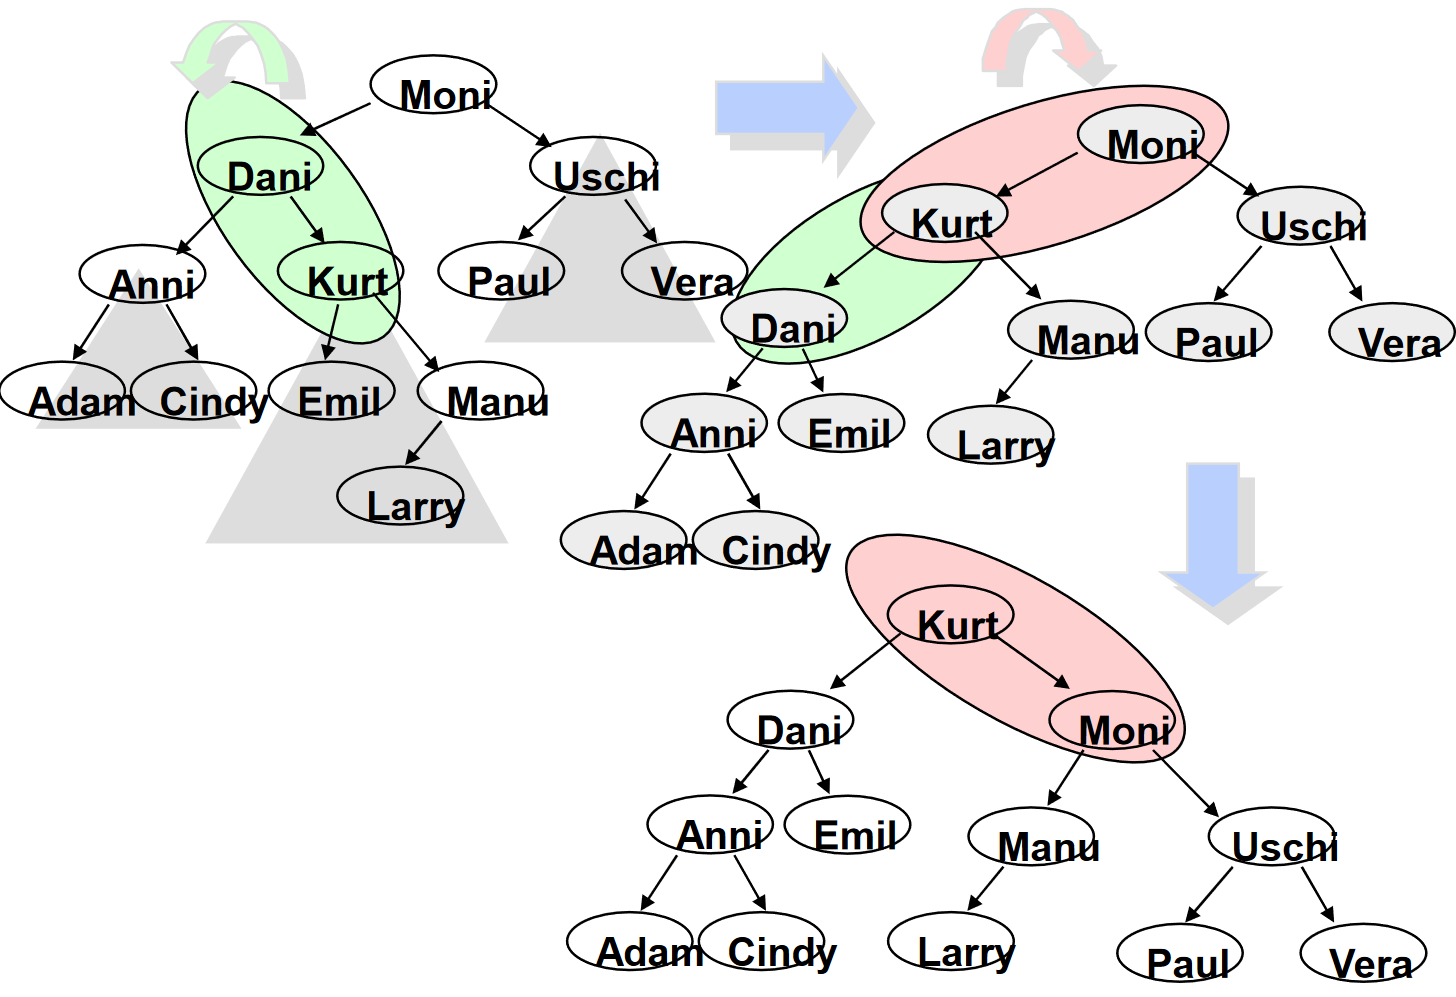 Moni
Dani
Uschi
Anni
Kurt
Paul
Vera
Adam
Cindy
Emil
Manu
Larry
Moni
Kurt
Uschi
Dani
Manu
Paul
Vera
Anni
Emil
Larry
Adam
Cindy
Kurt
Dani
Moni
Anni
Emil
Manu
Uschi
Adam
Cindy
Larry
Paul
Vera